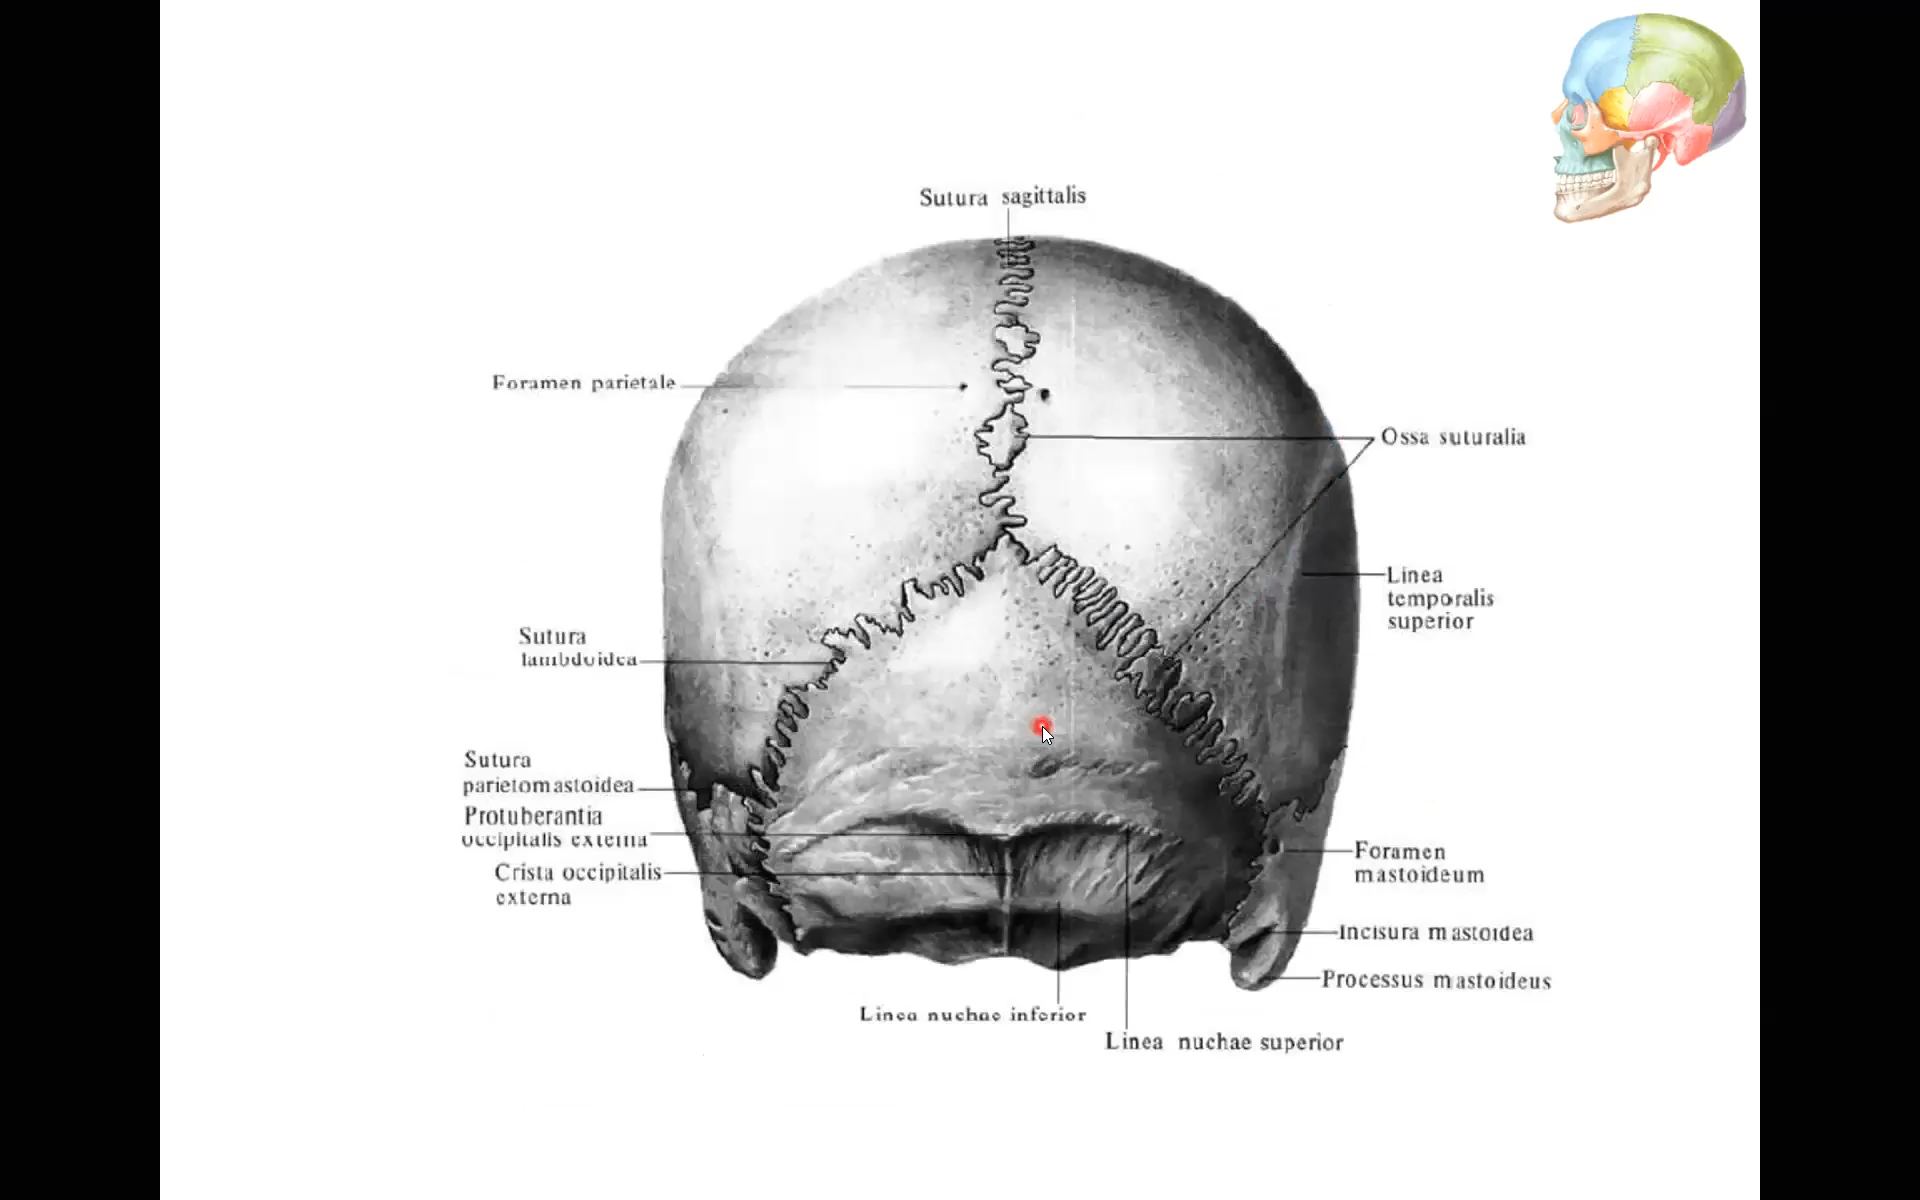 Sutura sagittalis
Foramen parietale
Ossa suturalia
Linea
temporalis
superior
Sutura
lambdoidea
Sutura
parietomastoidea
Protuberantia
occipitalis externa
Crista occipitalis
externa
Foramen
mastoideum
Incisura mastoidea
Processus mastoideus
Linea nuchae inferior
Linea nuchae superior